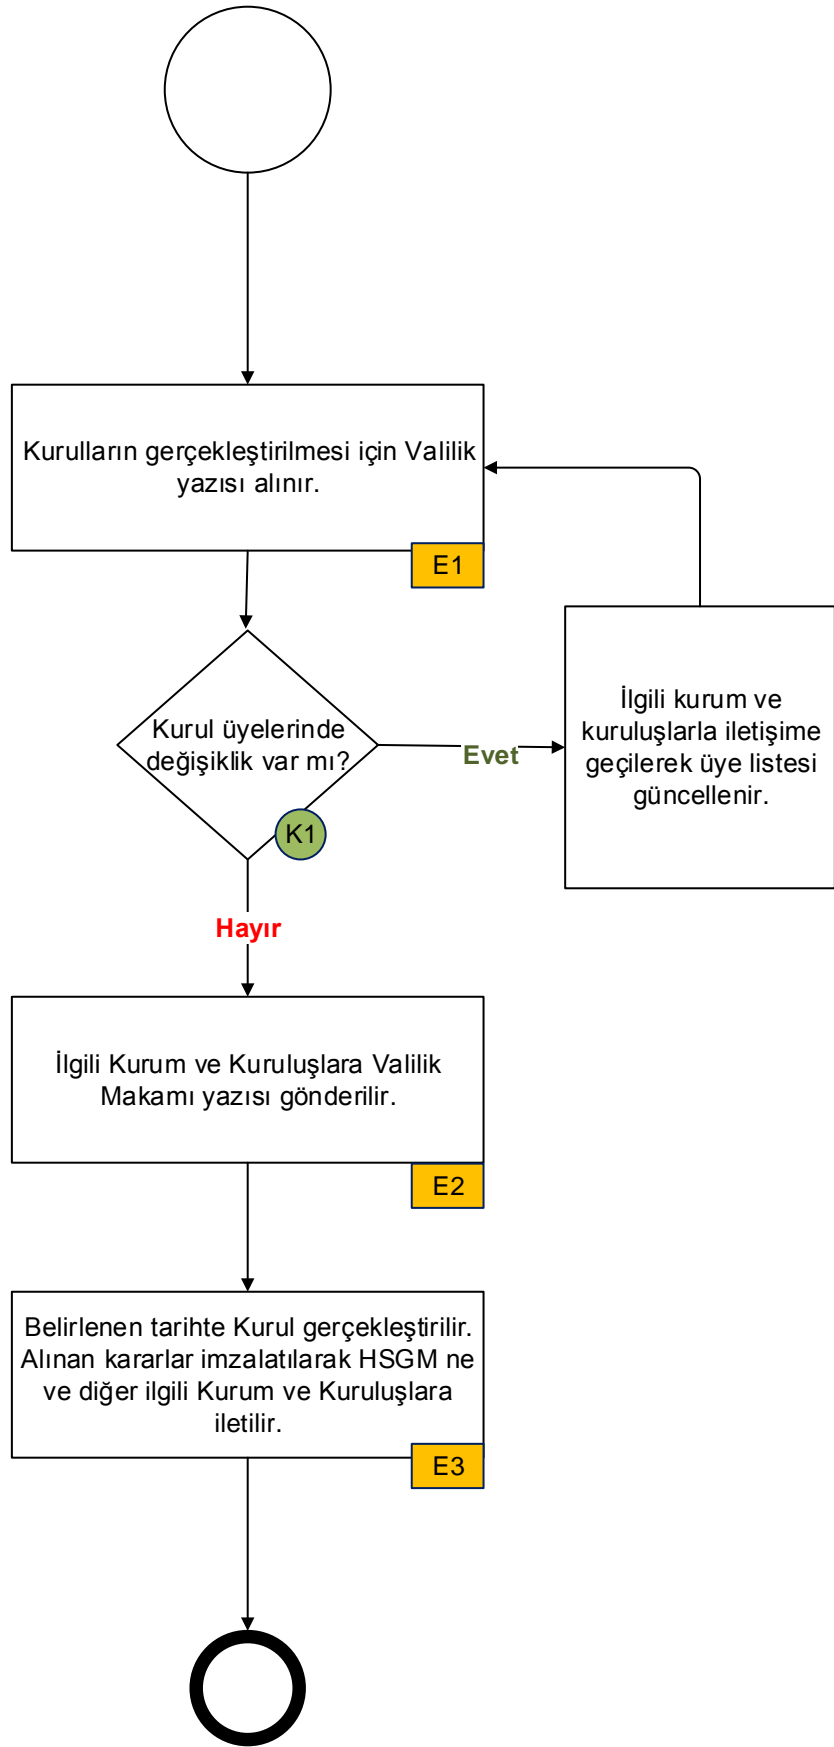 Kurulların gerçekleştirilmesi için Valilik
yazısı alınır.
E1
Kurul üyelerinde
değişiklik var mı?
K1
Evet
İlgili kurum ve
kuruluşlarla iletişime
geçilerek üye listesi
güncellenir.
Hayır
İlgili Kurum ve Kuruluşlara Valilik
Makamı yazısı gönderilir.
E2
Belirlenen tarihte Kurul gerçekleştirilir.
Alınan kararlar imzalatılarak HSGM ne
ve diğer ilgili Kurum ve Kuruluşlara
iletilir.
E3